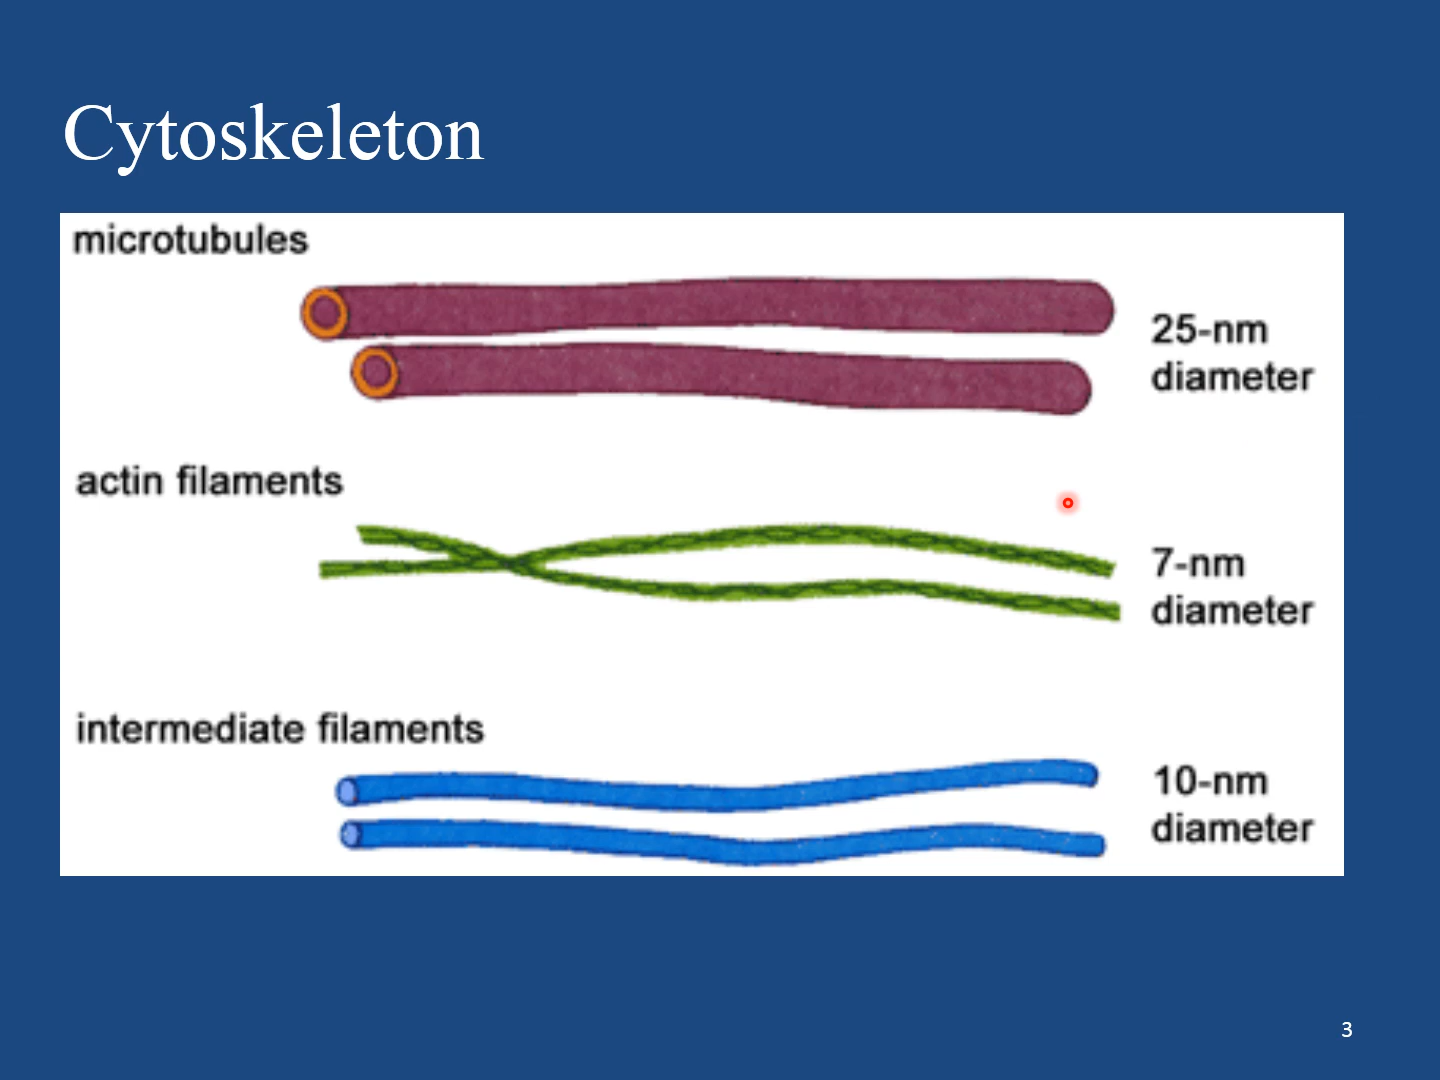 Cytoskeleton
microtubules
25-nm
diameter
actin filaments
7-nm
diameter
intermediate filaments
10-nm
diameter
3